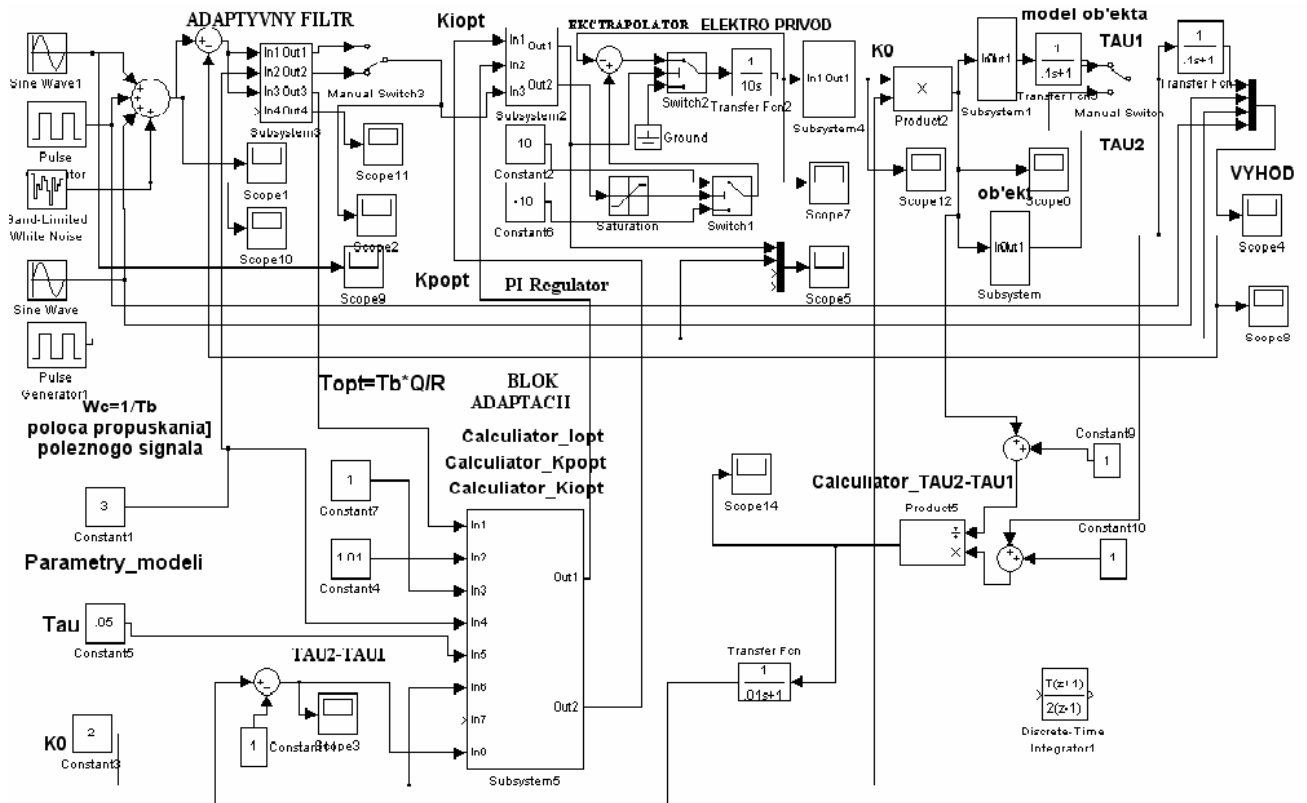 ADAPTYVNY FILTR
Kiopt
EKCTRAPOLATOR
ELEKTRO PRIVOD
model ob'ekta
K0
TAU1
Sine Wave1
In1 Out1
In2 Out2
In3 Out3
In4 Out4
Subsystem3
Manual Switch3
In1
In2
In3
Out1
Out2
Subsystem2
Switch2
1
10s
Transfer Fcn2
In1 Out1
Subsystem4
×
Product2
Subsystem1
1
.1s+1
Manual Switch
1
.1s+1
Transfer Fcn
TAU2
Pulse
Ground
10
Constant2
-10
Constant6
Saturation
Switch1
Scope1
Scope11
Scope2
Scope10
Scope9
Scope7
Scope12
Scope0
ob'ekt
VYHOD
Scope4
White Noise
Sine Wave
Kpopt
PI Regulator
Scope5
Subsystem
Scope8
Pulse
Generator1
Wc=1/Tb
poloca propuskania]
poleznogo signala
Topt=Tb*Q/R
BLOK
ADAPTACII
Calculiator_Iopt
Calculiator_Kpopt
Calculiator_Kiopt
3
Constant1
1
Constant7
1.01
Constant4
Parametry_modeli
Tau
.05
Constant5
In1
In2
In3
In4
In5
In6
In7
In0
Out1
Out2
Subsystem5
Scope14
Calculiator_TAU2-TAU1
Product5
÷
×
Constant9
1
Constant10
1
TAU2-TAU1
1
Scope3
K0
2
Constant3
Transfer Fcn
1
.01s+1
T(z+1)
2(z-1)
Discrete-Time
Integrator1